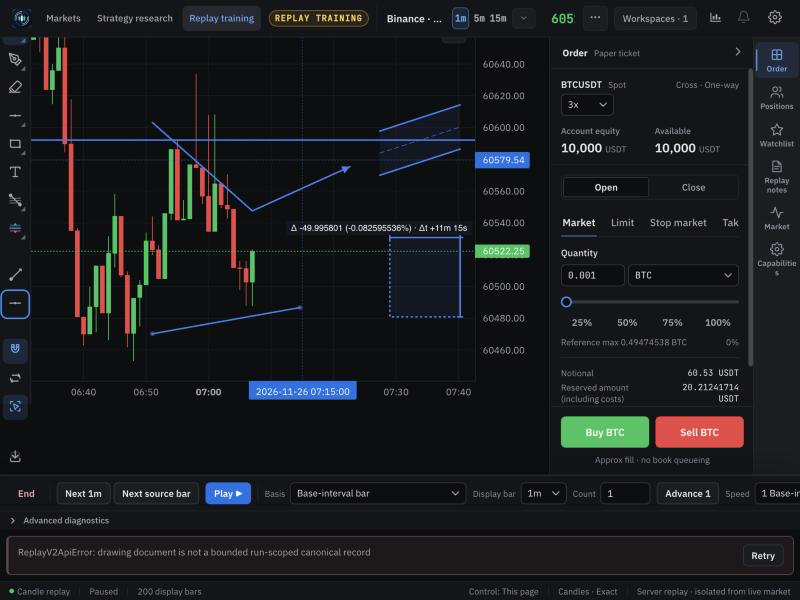 Markets Strategy research Replay training REPLAY TRAINING Binance · ... 1m 5m 15m 605 ··· Workspaces · 1
60640.00
60620.00
60600.00
60579.54
60560.00
60540.00
Δ -49.995801 (-0.082595536%) · Δt +11m 15s
60522.25
60500.00
60480.00
60460.00
06:40 06:50 07:00 2026-11-26 07:15:00 07:30 07:40
Order Paper ticket
BTCUSDT Spot Cross · One-way
3x
Account equity Available
10,000 USDT 10,000 USDT
Open Close
Market Limit Stop market Tak
Quantity
0.001 BTC
25% 50% 75% 100%
Reference max 0.49474538 BTC 0%
Notional 60.53 USDT
Reserved amount 20.21241714
(including costs) USDT
Buy BTC Sell BTC
Approx fill · no book queueing
Order
Positions
Watchlist
Replay
notes
Market
Capabilitie
s
End Next 1m Next source bar Play Basis Base-interval bar Display bar 1m Count 1 Advance 1 Speed 1 Base-in
Advanced diagnostics
ReplayV2ApiError: drawing document is not a bounded run-scoped canonical record
Retry
Candle replay Paused 200 display bars Control: This page Candles · Exact Server replay · isolated from live market